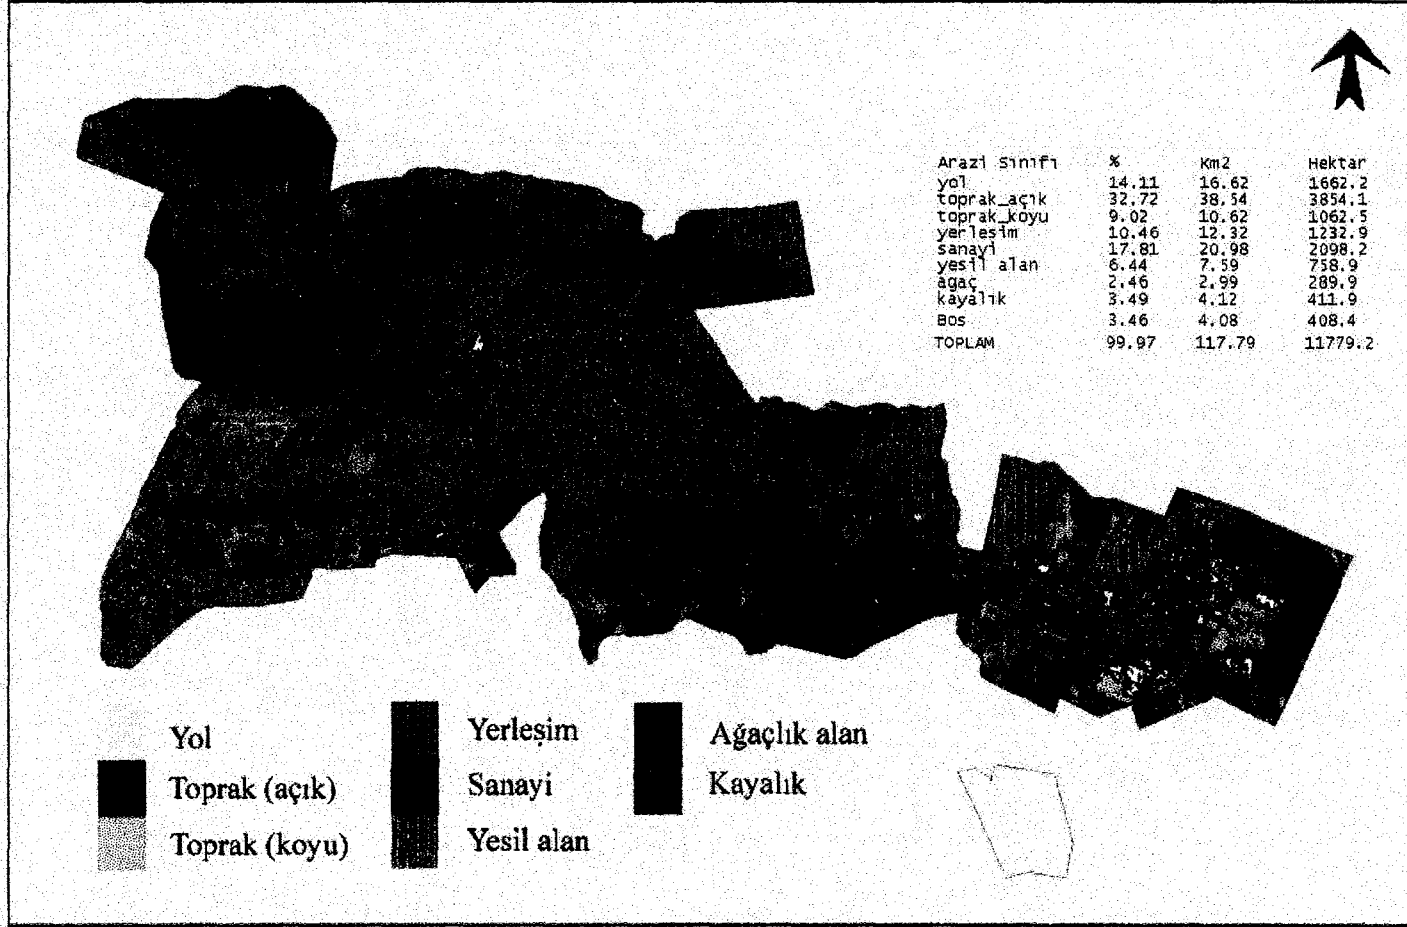 Arazi Sınıfı % Km2 Hektar
yol 14.11 16.62 1662.2
toprak_açık 32.72 38.54 3854.1
toprak_koyu 9.02 10.62 1062.5
yerlesim 10.46 12.32 1232.9
sanayi 17.81 20.98 2098.2
yesil alan 6.44 7.59 758.9
agaç 2.46 2.99 289.9
kayalık 3.49 4.12 411.9
Bos 3.46 4.08 408.4
TOPLAM 99.97 117.79 11779.2
Yol
Toprak (açık)
Toprak (koyu)
Yerleşim
Sanayi
Yesil alan
Ağaçlık alan
Kayalık